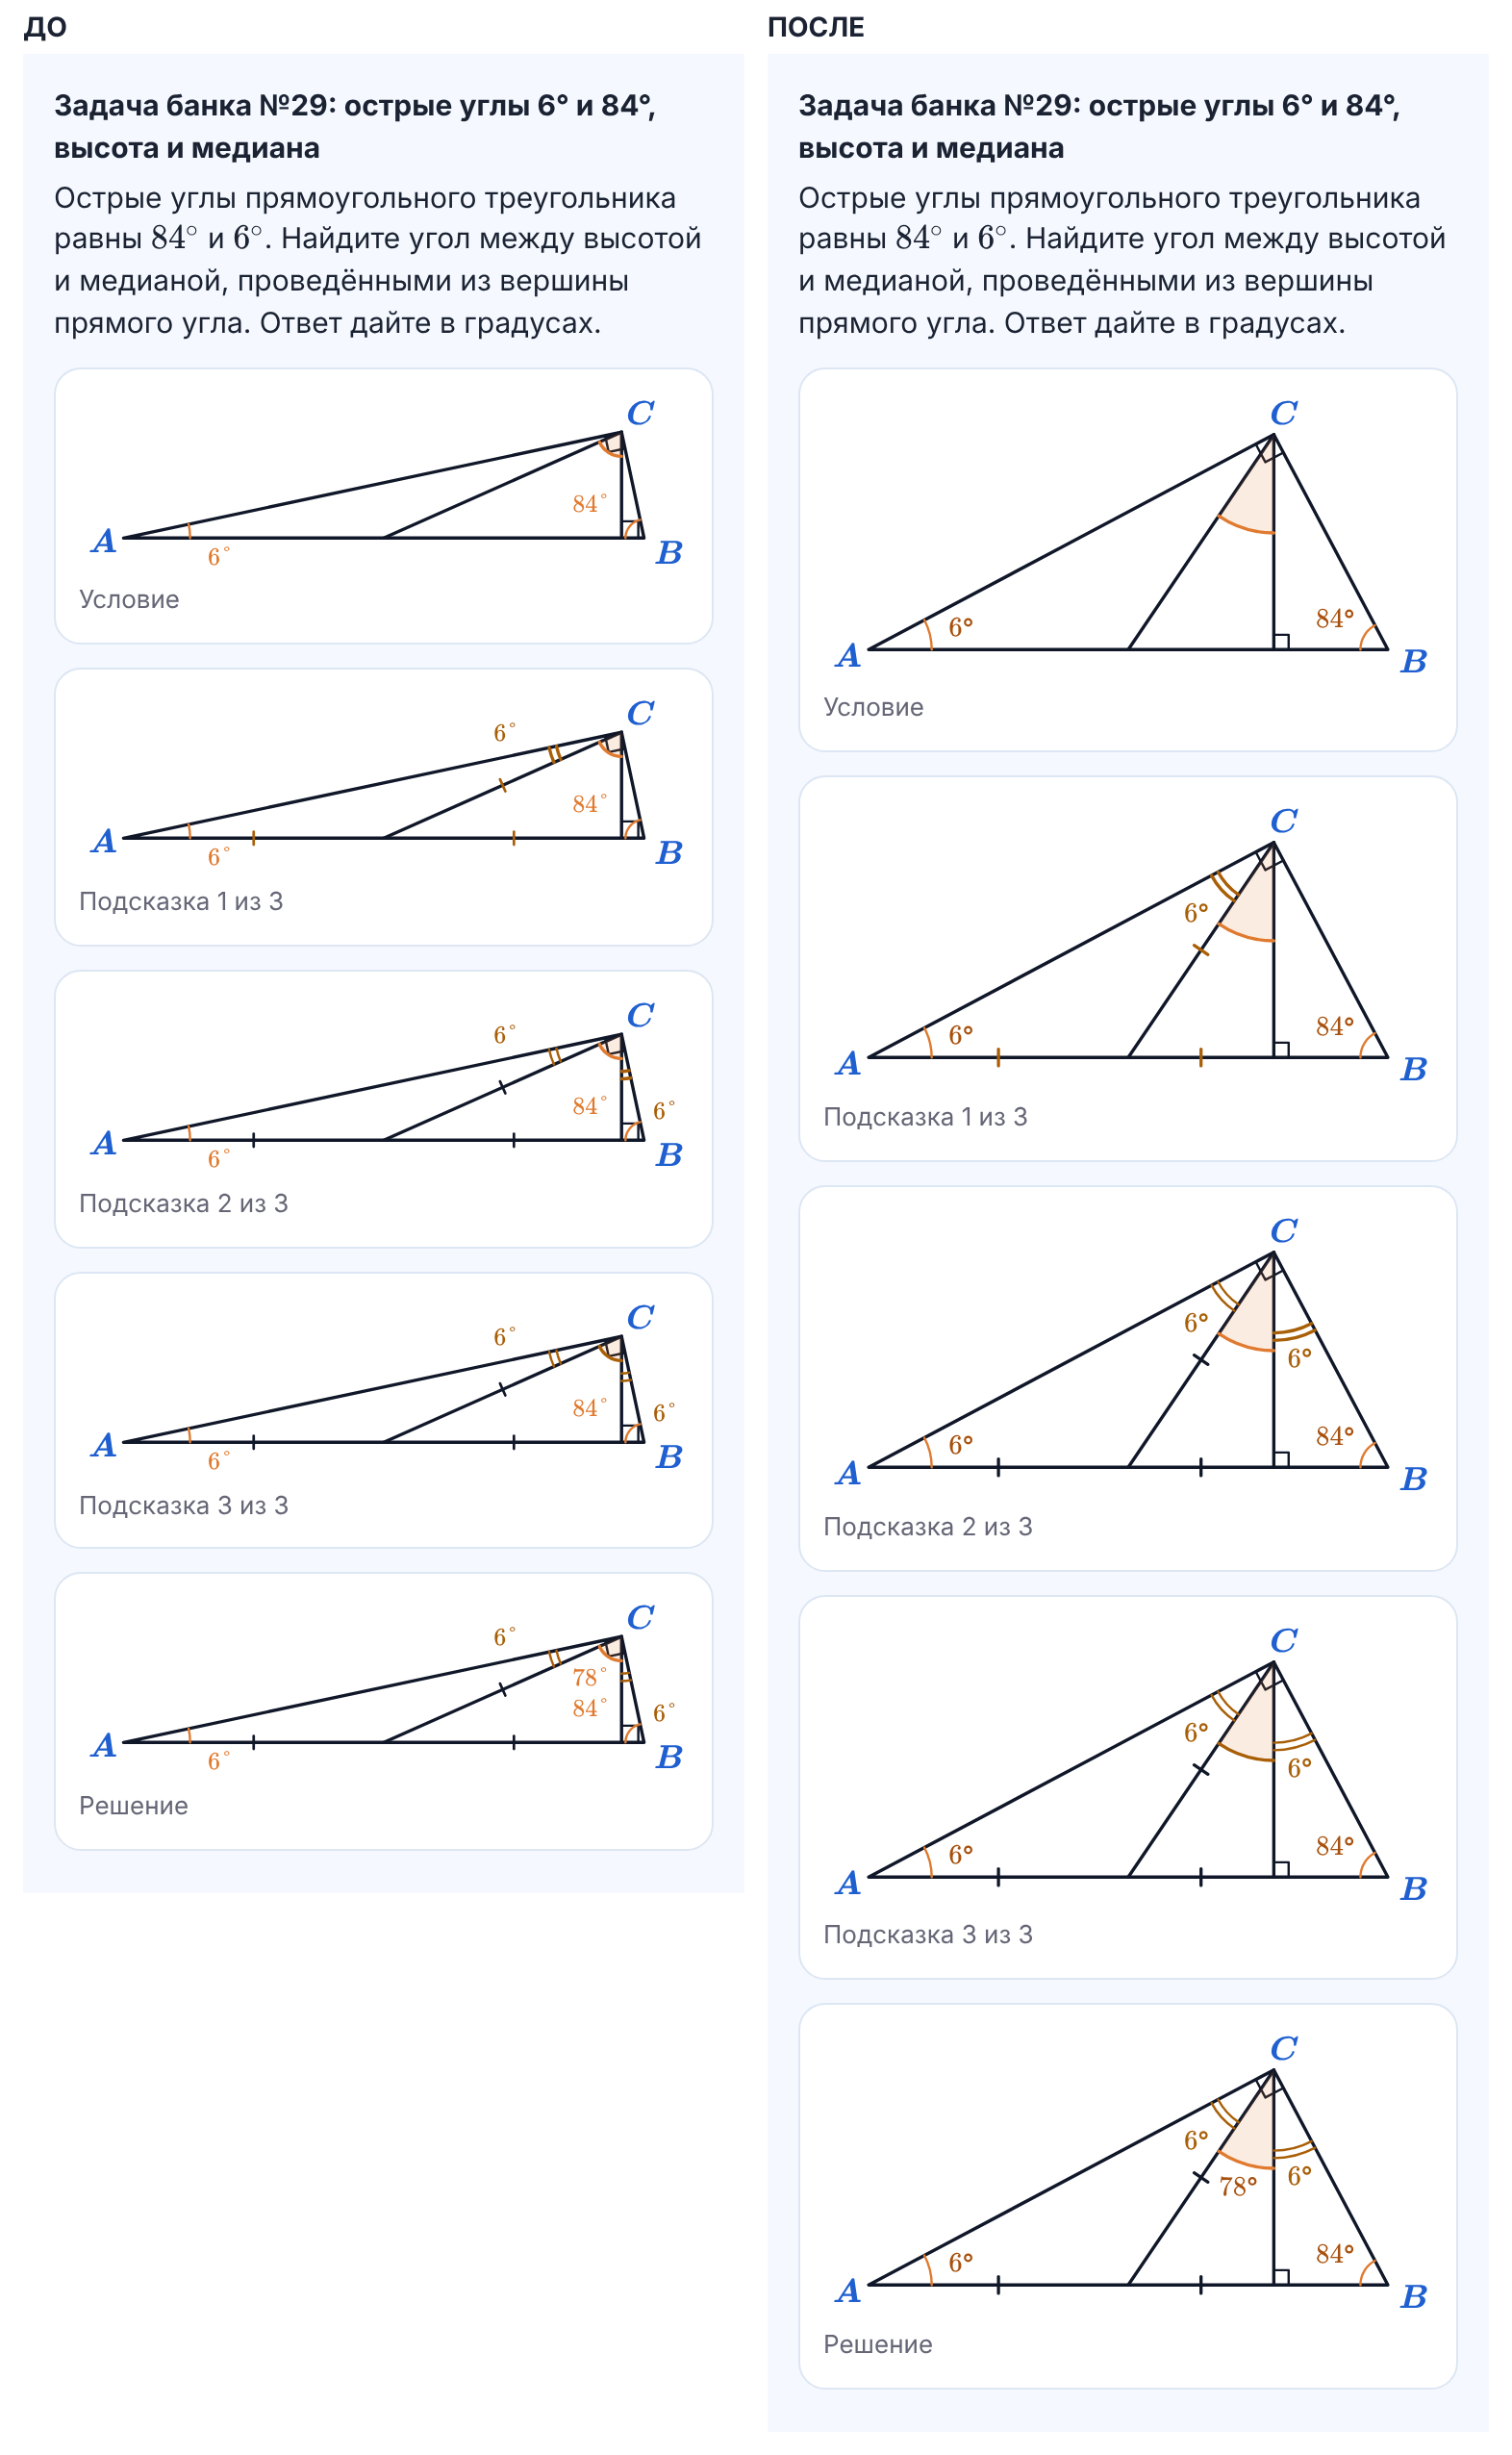 ДО
Задача банка №29: острые углы 6° и 84°,
высота и медиана
Острые углы прямоугольного треугольника
равны 84° и 6°. Найдите угол между высотой
и медианой, проведёнными из вершины
прямого угла. Ответ дайте в градусах.
C
84°
A
6°
B
Условие
6°
C
84°
A
6°
B
Подсказка 1 из 3
6°
C
84°
6°
A
6°
B
Подсказка 2 из 3
6°
C
84°
6°
A
6°
B
Подсказка 3 из 3
6°
C
78°
84°
6°
A
6°
B
Решение
ПОСЛЕ
Задача банка №29: острые углы 6° и 84°,
высота и медиана
Острые углы прямоугольного треугольника
равны 84° и 6°. Найдите угол между высотой
и медианой, проведёнными из вершины
прямого угла. Ответ дайте в градусах.
C
6°
84°
A
B
Условие
C
6°
6°
84°
A
B
Подсказка 1 из 3
C
6°
6°
6°
84°
A
B
Подсказка 2 из 3
C
6°
6°
6°
84°
A
B
Подсказка 3 из 3
C
6°
78°
6°
6°
84°
A
B
Решение